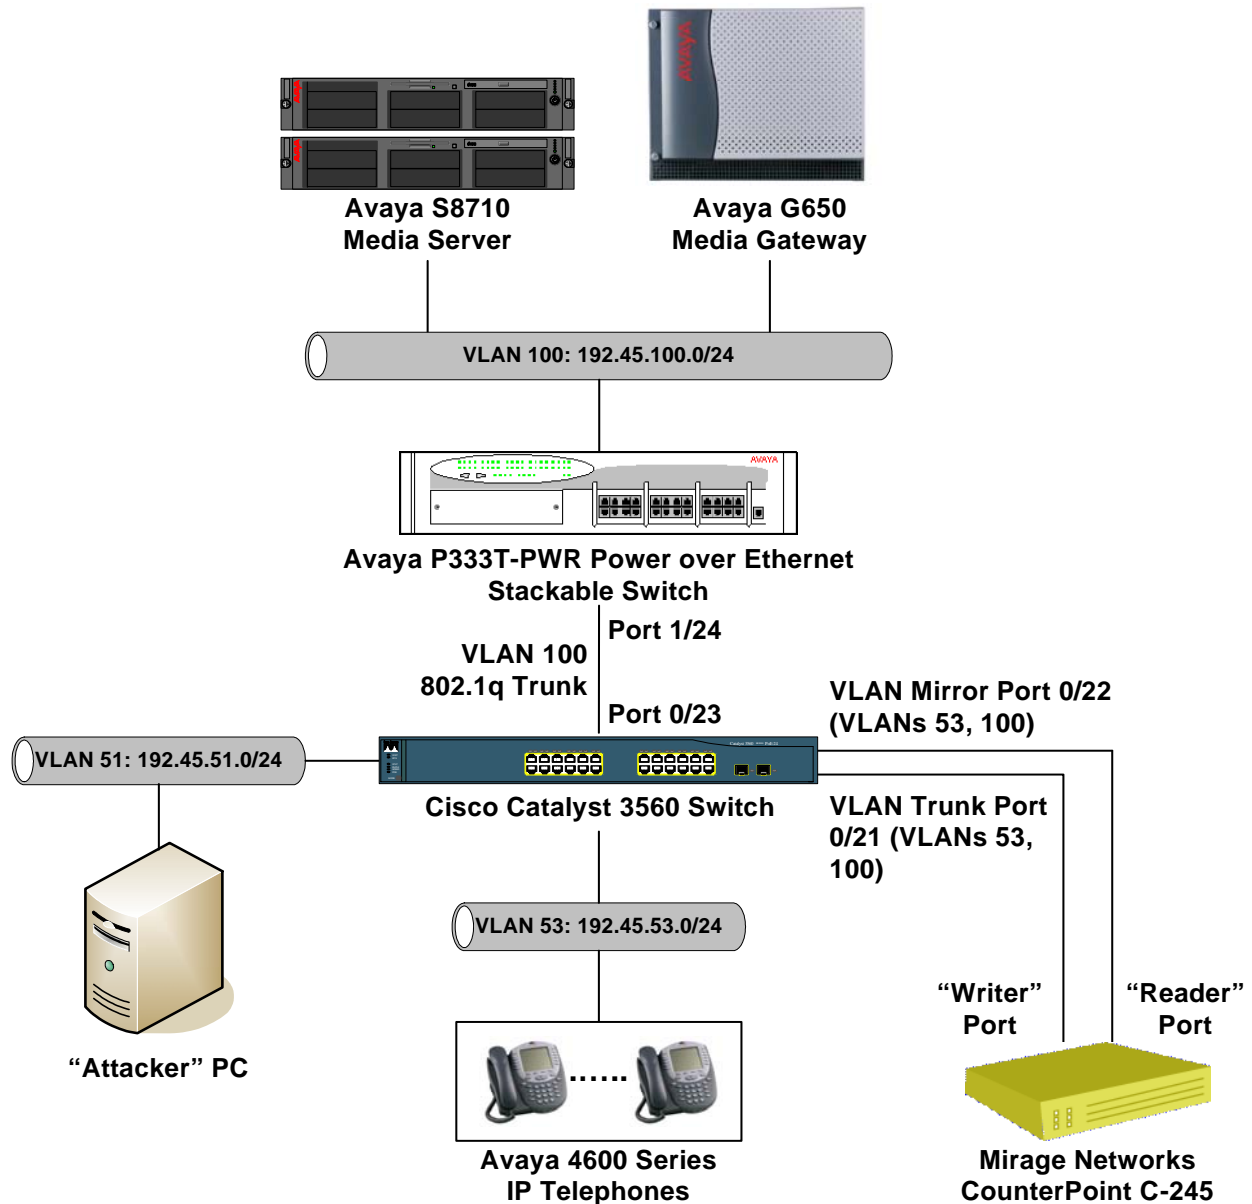 AVAYA
AVAYA
AVAYA
Avaya S8710
Media Server
Avaya G650
Media Gateway
VLAN 100: 192.45.100.0/24
AVAYA
Avaya P333T-PWR Power over Ethernet
Stackable Switch
Port 1/24
VLAN 100
802.1q Trunk
Port 0/23
VLAN Mirror Port 0/22
(VLANs 53, 100)
VLAN 51: 192.45.51.0/24
Cisco Catalyst 3560 Switch
VLAN Trunk Port
0/21 (VLANs 53,
100)
VLAN 53: 192.45.53.0/24
“Writer”
Port
“Reader”
Port
“Attacker” PC
......
Avaya 4600 Series
IP Telephones
Mirage Networks
CounterPoint C-245